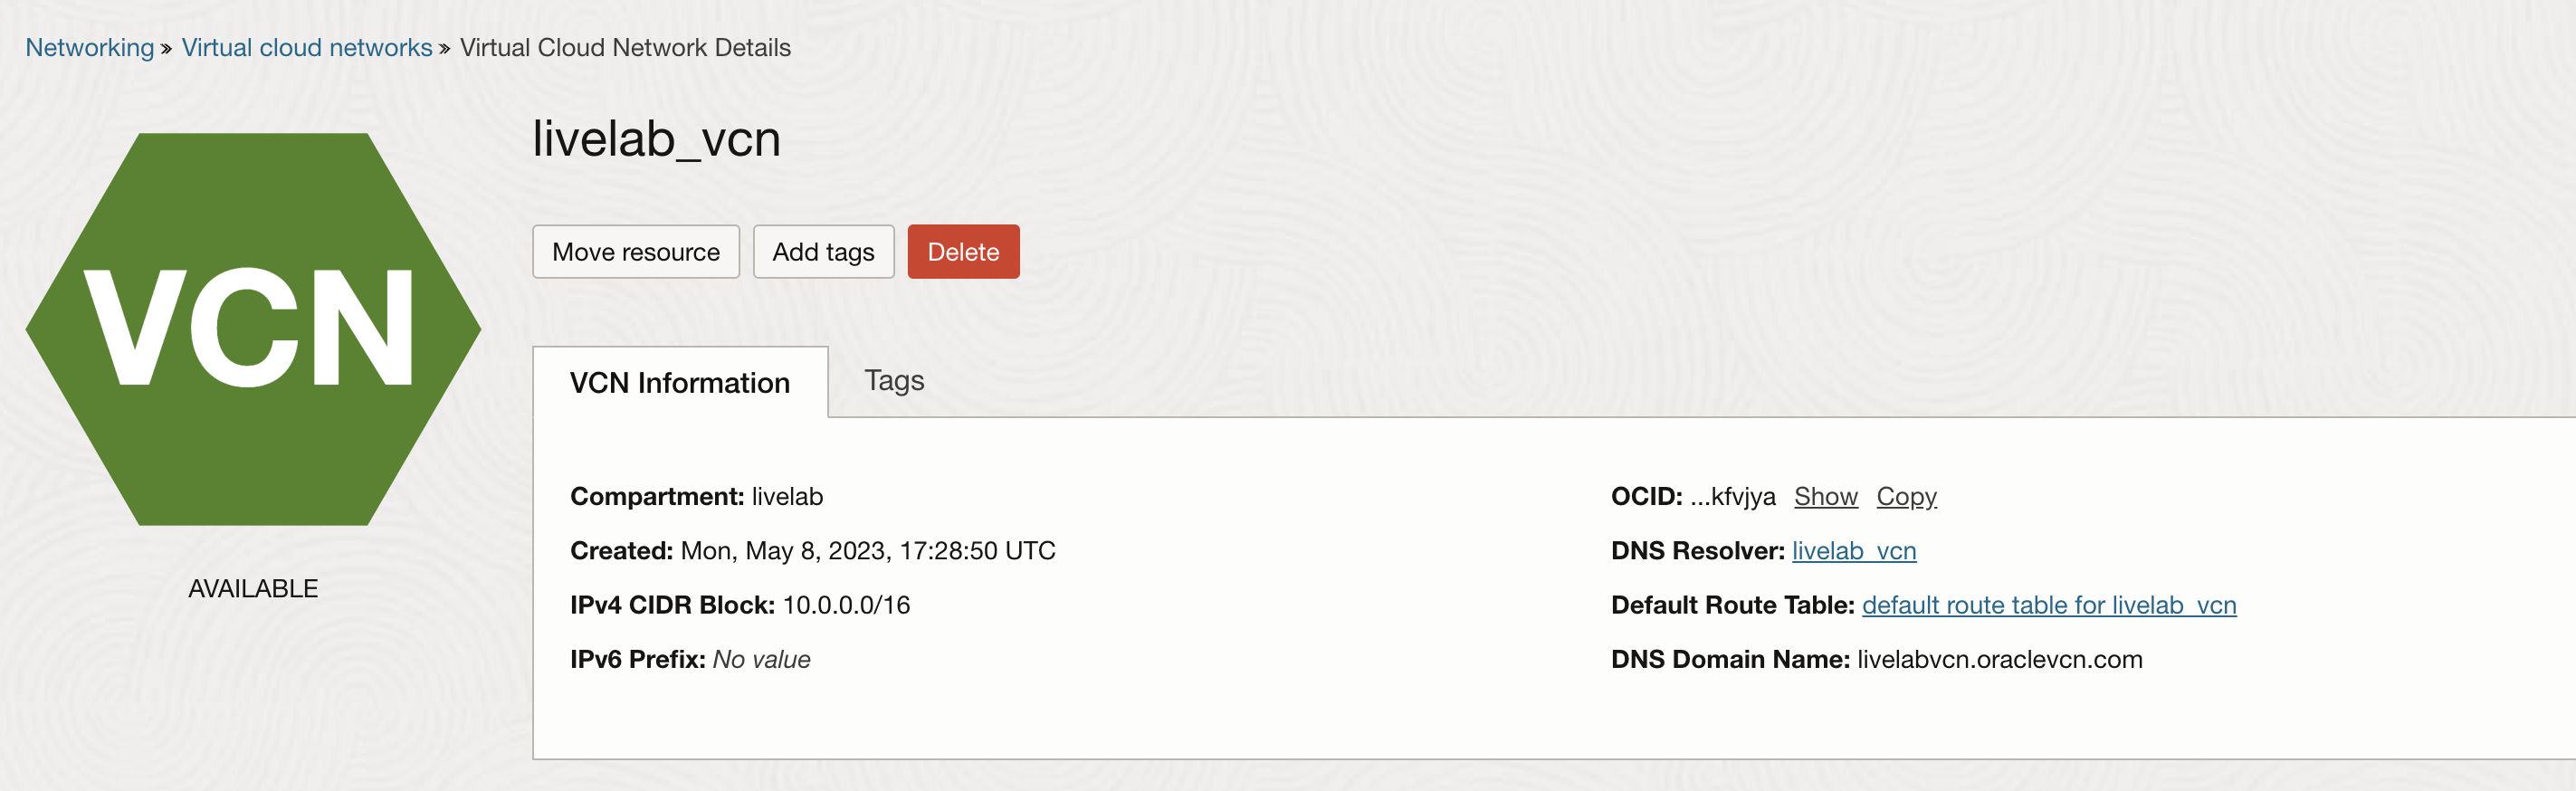 Networking » Virtual cloud networks » Virtual Cloud Network Details
livelab_vcn
Move resource Add tags Delete
VCN
AVAILABLE
VCN Information Tags
Compartment: livelab
Created: Mon, May 8, 2023, 17:28:50 UTC
IPv4 CIDR Block: 10.0.0.0/16
IPv6 Prefix: No value
OCID: ...kfvjya Show Copy
DNS Resolver: livelab_vcn
Default Route Table: default route table for livelab_vcn
DNS Domain Name: livelabvcn.oraclevcn.com